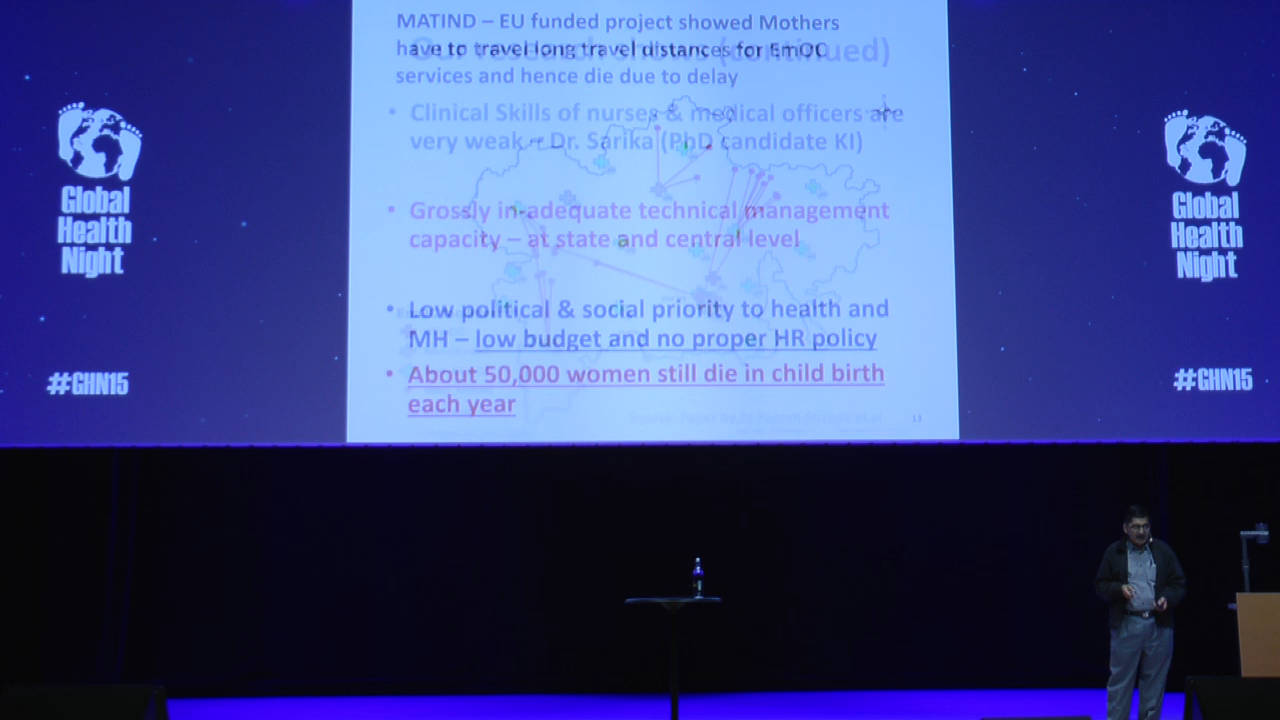 MATIND – EU funded project showed Mothers
have to travel long travel distances for EmOC
services and hence die due to delay
(continued)
• Clinical Skills of nurses & medical officers are
very weak – Dr. Sarika (PhD candidate KI)
• Grossly in-adequate technical management
capacity – at state and central level
• Low political & social priority to health and
MH – low budget and no proper HR policy
• About 50,000 women still die in child birth
each year
13
Global
Health
Night
#GHN15
Global
Health
Night
#GHN15